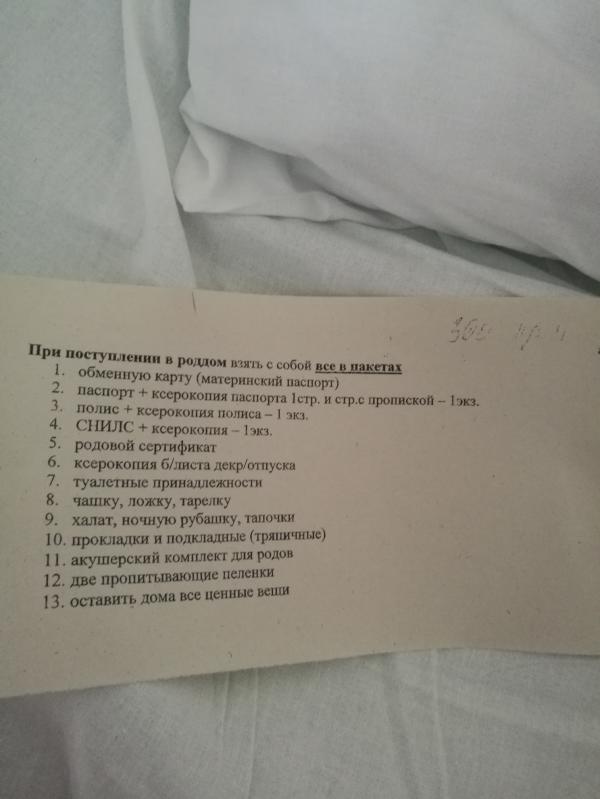 При поступлении в роддом взять с собой все в пакетах
1. обменную карту (материнский паспорт)
2. паспорт + ксерокопия паспорта 1стр. и стр.с пропиской – 1экз.
3. полис + ксерокопия полиса – 1 экз.
4. СНИЛС + ксерокопия – 1экз.
5. родовой сертификат
6. ксерокопия б/листа декр/отпуска
7. туалетные принадлежности
8. чашку, ложку, тарелку
9. халат, ночную рубашку, тапочки
10. прокладки и подкладные (тряпичные)
11. акушерский комплект для родов
12. две пропитывающие пеленки
13. оставить дома все ценные вещи